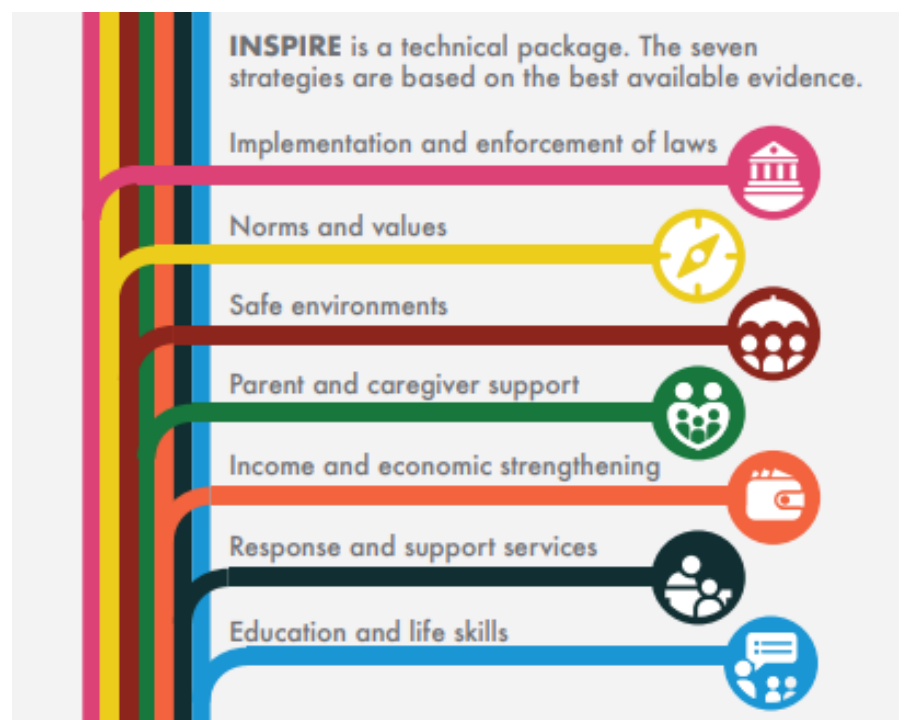 INSPIRE is a technical package. The seven
strategies are based on the best available evidence.
Implementation and enforcement of laws
Norms and values
Safe environments
Parent and caregiver support
Income and economic strengthening
Response and support services
Education and life skills